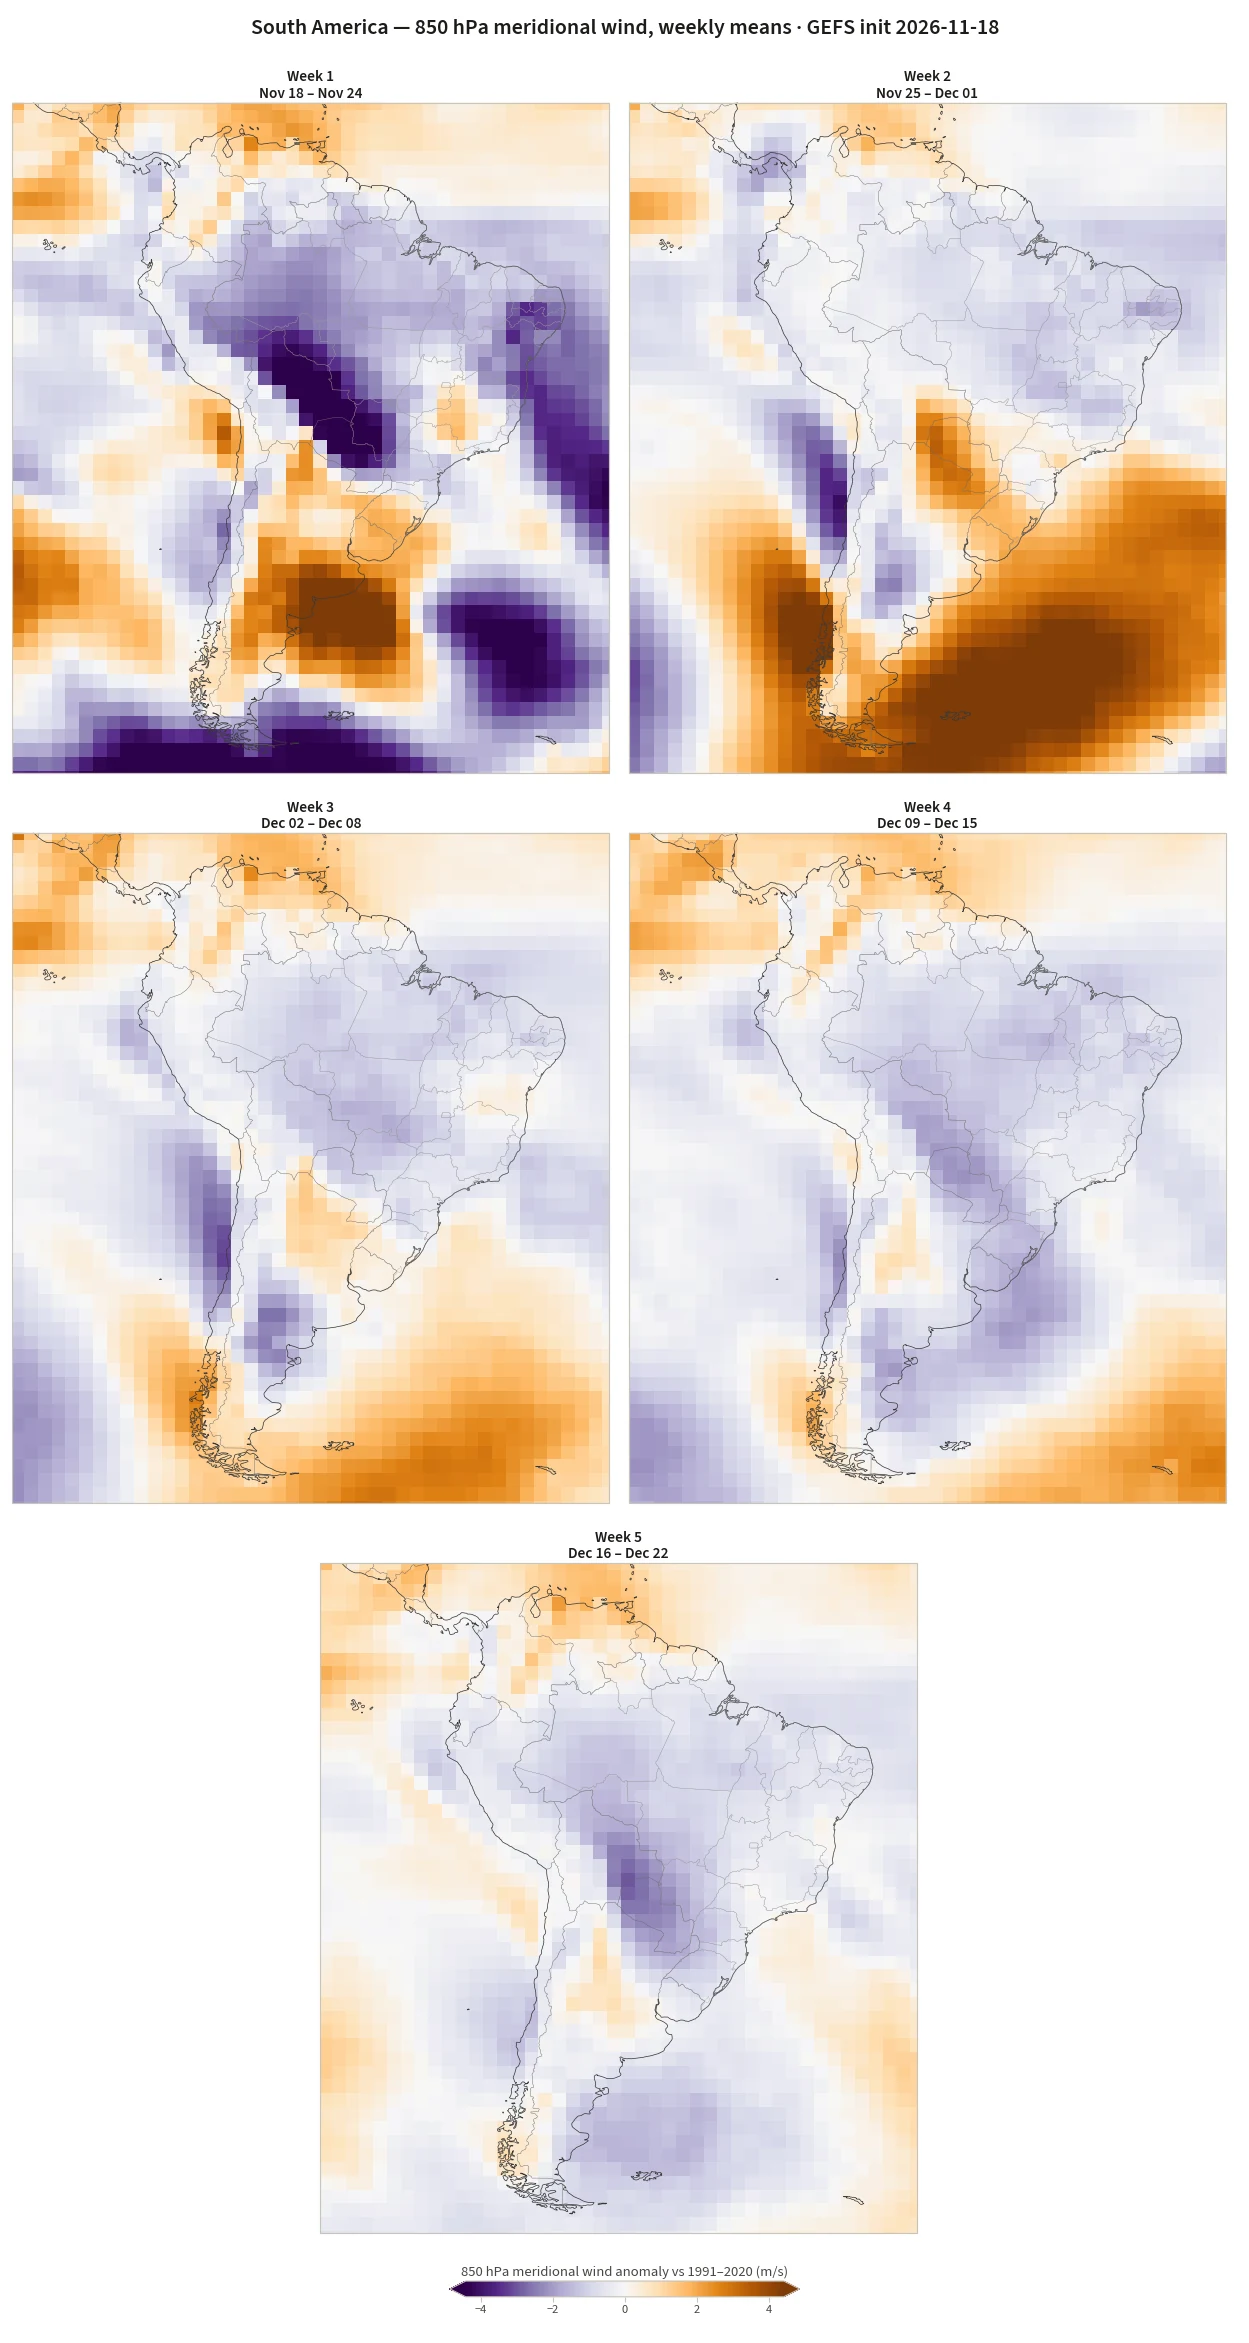 South America — 850 hPa meridional wind, weekly means · GEFS init 2026-11-18
Week 1
Nov 18 – Nov 24
Week 2
Nov 25 – Dec 01
Week 3
Dec 02 – Dec 08
Week 4
Dec 09 – Dec 15
Week 5
Dec 16 – Dec 22
850 hPa meridional wind anomaly vs 1991–2020 (m/s)
−4 −2 0 2 4